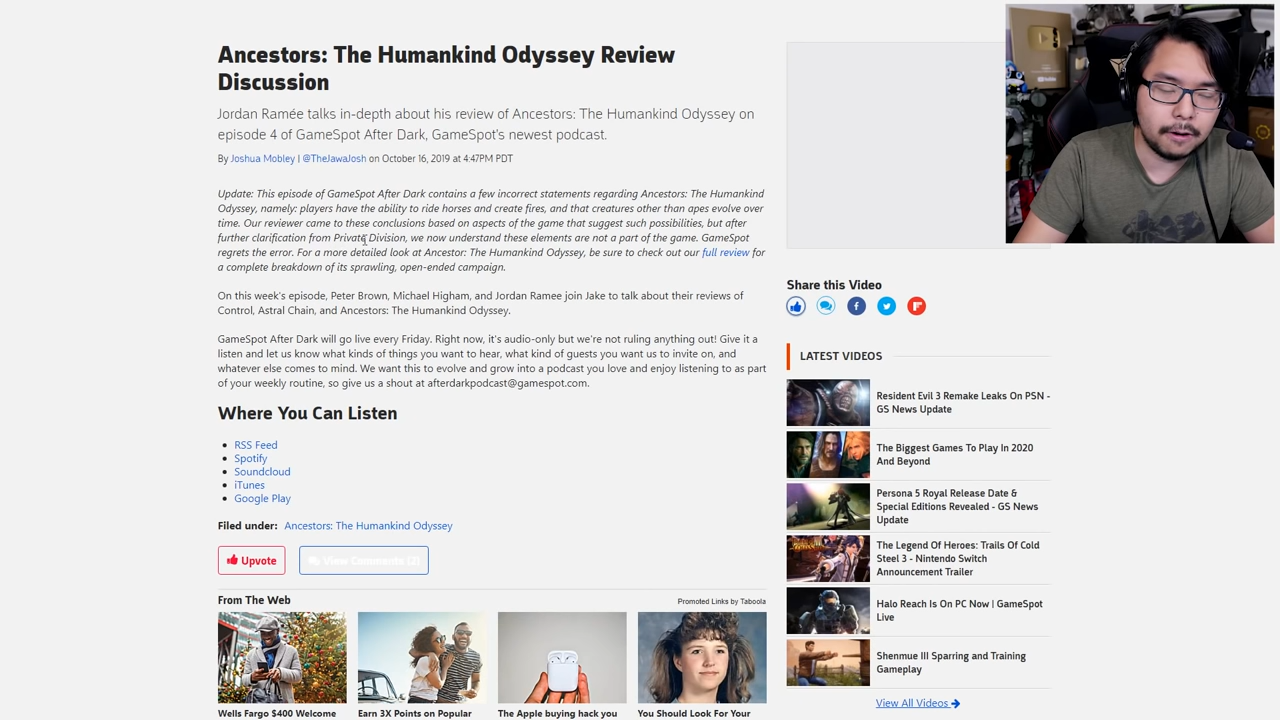 Ancestors: The Humankind Odyssey Review
Discussion
Jordan Ramée talks in-depth about his review of Ancestors: The Humankind Odyssey on
episode 4 of GameSpot After Dark, GameSpot's newest podcast.
By Joshua Mobley | @TheJawaJosh on October 16, 2019 at 4:47PM PDT
Update: This episode of GameSpot After Dark contains a few incorrect statements regarding Ancestors: The Humankind
Odyssey, namely: players have the ability to ride horses and create fires, and that creatures other than apes evolve over
time. Our reviewer came to these conclusions based on aspects of the game that suggest such possibilities, but after
further clarification from Private Division, we now understand these elements are not a part of the game. GameSpot
regrets the error. For a more detailed look at Ancestor: The Humankind Odyssey, be sure to check out our full review for
a complete breakdown of its sprawling, open-ended campaign.
On this week's episode, Peter Brown, Michael Higham, and Jordan Ramee join Jake to talk about their reviews of
Control, Astral Chain, and Ancestors: The Humankind Odyssey.
GameSpot After Dark will go live every Friday. Right now, it's audio-only but we're not ruling anything out! Give it a
listen and let us know what kinds of things you want to hear, what kind of guests you want us to invite on, and
whatever else comes to mind. We want this to evolve and grow into a podcast you love and enjoy listening to as part
of your weekly routine, so give us a shout at afterdarkpodcast@gamespot.com.
Where You Can Listen
RSS Feed
Spotify
Soundcloud
iTunes
Google Play
Filed under: Ancestors: The Humankind Odyssey
Upvote
View Comments (2)
From The Web
Promoted Links by Taboola
Wells Fargo $400 Welcome
Earn 3X Points on Popular
The Apple buying hack you
You Should Look For Your
Share this Video
LATEST VIDEOS
Resident Evil 3 Remake Leaks On PSN -
GS News Update
The Biggest Games To Play In 2020
And Beyond
Persona 5 Royal Release Date &
Special Editions Revealed - GS News
Update
The Legend Of Heroes: Trails Of Cold
Steel 3 - Nintendo Switch
Announcement Trailer
Halo Reach Is On PC Now | GameSpot
Live
Shenmue III Sparring and Training
Gameplay
View All Videos